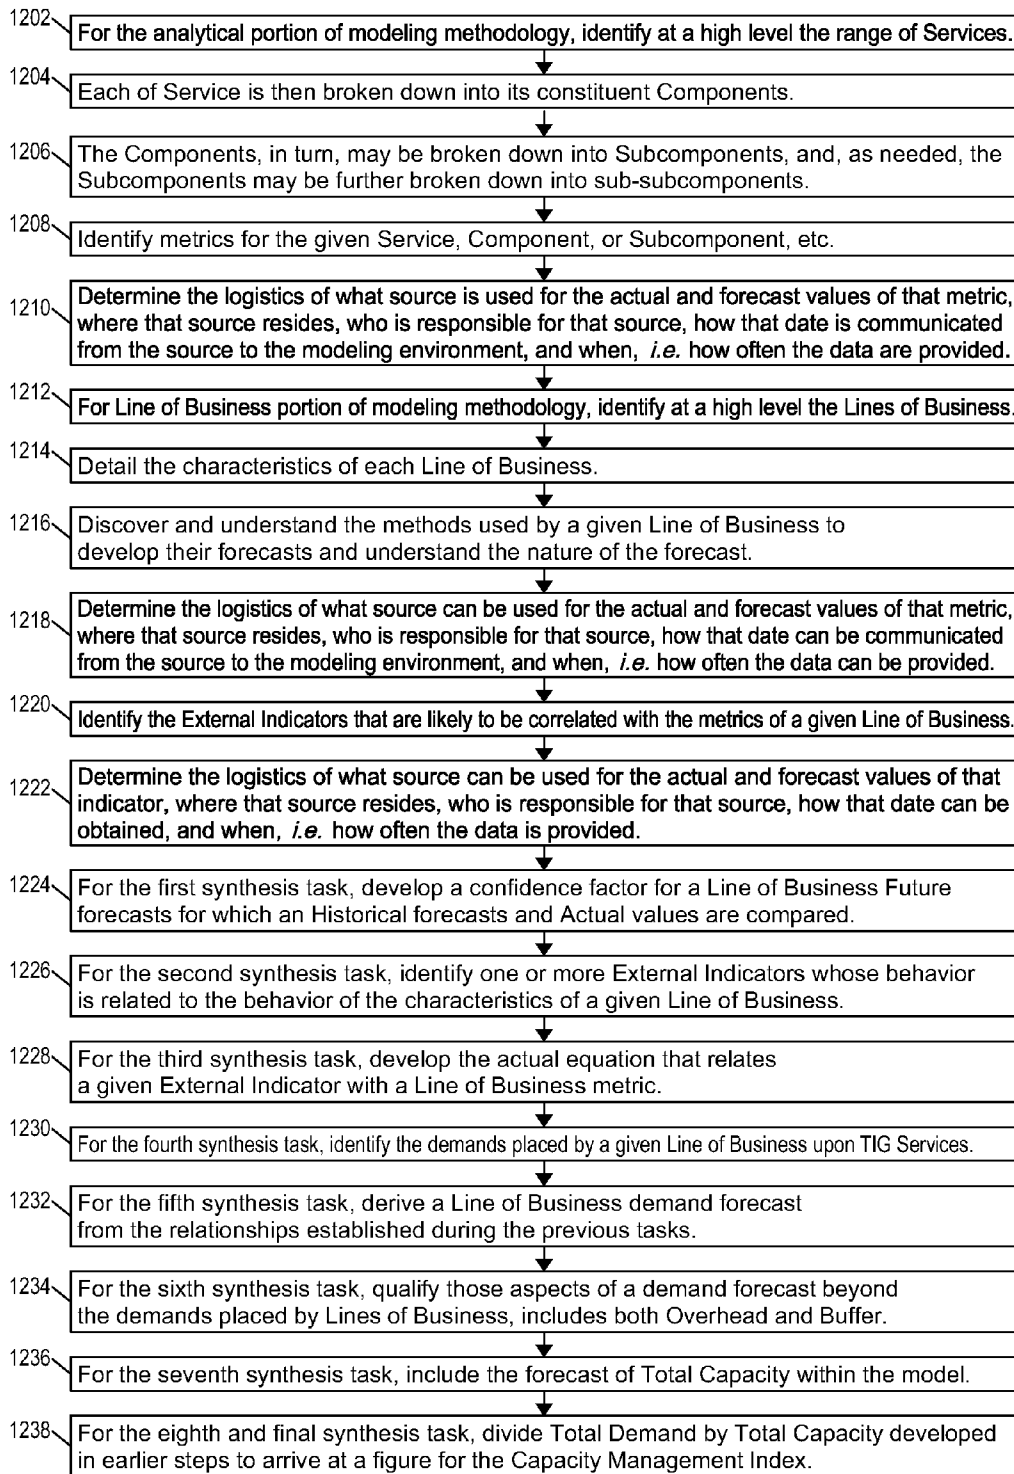 1202
For the analytical portion of modeling methodology, identify at a high level the range of Services.
1204
Each of Service is then broken down into its constituent Components.
1206
The Components, in turn, may be broken down into Subcomponents, and, as needed, the
Subcomponents may be further broken down into sub-subcomponents.
1208
Identify metrics for the given Service, Component, or Subcomponent, etc.
1210
Determine the logistics of what source is used for the actual and forecast values of that metric,
where that source resides, who is responsible for that source, how that date is communicated
from the source to the modeling environment, and when, i.e. how often the data are provided.
1212
For Line of Business portion of modeling methodology, identify at a high level the Lines of Business.
1214
Detail the characteristics of each Line of Business.
1216
Discover and understand the methods used by a given Line of Business to
develop their forecasts and understand the nature of the forecast.
1218
Determine the logistics of what source can be used for the actual and forecast values of that metric,
where that source resides, who is responsible for that source, how that date can be communicated
from the source to the modeling environment, and when, i.e. how often the data can be provided.
1220
Identify the External Indicators that are likely to be correlated with the metrics of a given Line of Business.
1222
Determine the logistics of what source can be used for the actual and forecast values of that
indicator, where that source resides, who is responsible for that source, how that date can be
obtained, and when, i.e. how often the data is provided.
1224
For the first synthesis task, develop a confidence factor for a Line of Business Future
forecasts for which an Historical forecasts and Actual values are compared.
1226
For the second synthesis task, identify one or more External Indicators whose behavior
is related to the behavior of the characteristics of a given Line of Business.
1228
For the third synthesis task, develop the actual equation that relates
a given External Indicator with a Line of Business metric.
1230
For the fourth synthesis task, identify the demands placed by a given Line of Business upon TIG Services.
1232
For the fifth synthesis task, derive a Line of Business demand forecast
from the relationships established during the previous tasks.
1234
For the sixth synthesis task, qualify those aspects of a demand forecast beyond
the demands placed by Lines of Business, includes both Overhead and Buffer.
1236
For the seventh synthesis task, include the forecast of Total Capacity within the model.
1238
For the eighth and final synthesis task, divide Total Demand by Total Capacity developed
in earlier steps to arrive at a figure for the Capacity Management Index.